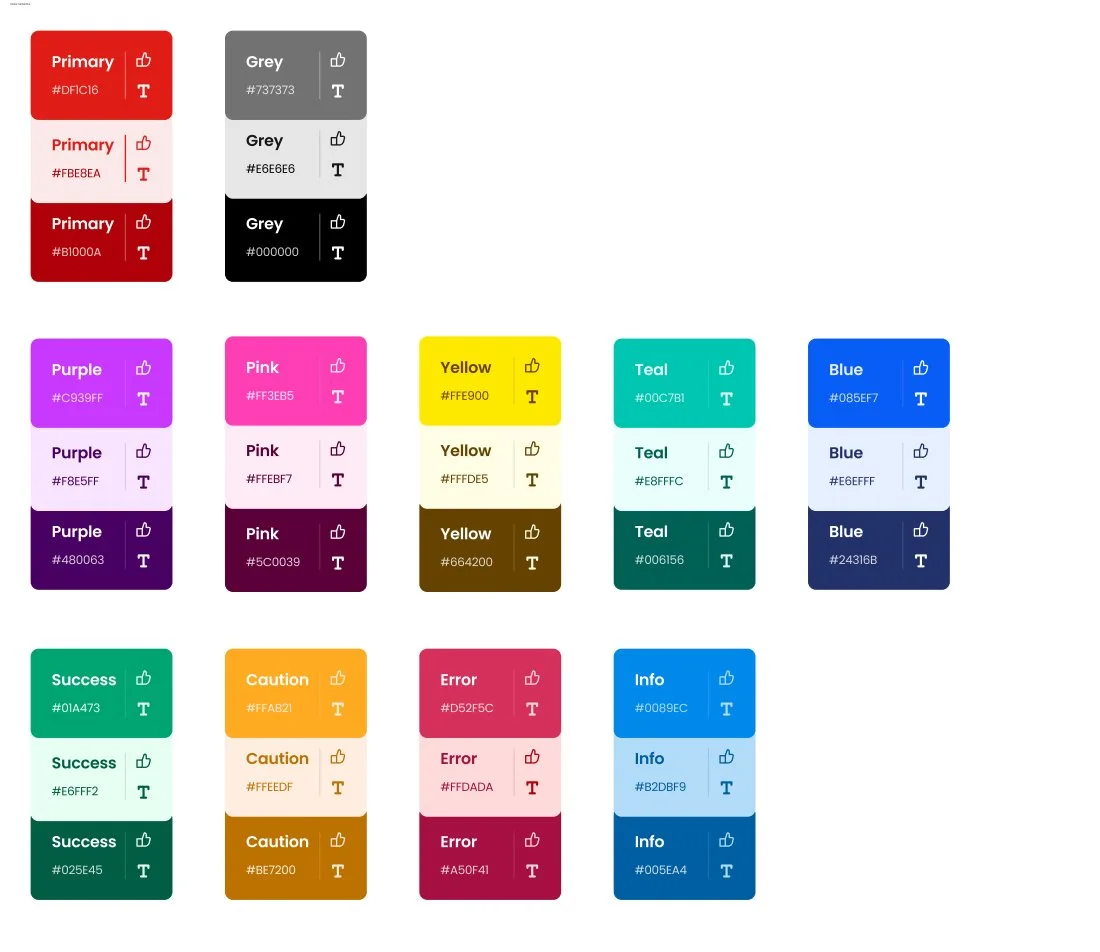 Primary
#DF1C16
Primary
#FBE8EA
Primary
#B1000A
Grey
#737373
Grey
#E6E6E6
Grey
#000000
Purple
#C939FF
Purple
#F8E5FF
Purple
#480063
Pink
#FF3EB5
Pink
#FFEBF7
Pink
#5C0039
Yellow
#FFE900
Yellow
#FFFDE5
Yellow
#664200
Teal
#00C7B1
Teal
#E8FFFC
Teal
#006156
Blue
#085EF7
Blue
#E6EFFF
Blue
#24316B
Success
#01A473
Success
#E6FFF2
Success
#025E45
Caution
#FFAB21
Caution
#FFEEDF
Caution
#BE7200
Error
#D52F5C
Error
#FFDADA
Error
#A50F41
Info
#0089EC
Info
#B2DBF9
Info
#005EA4